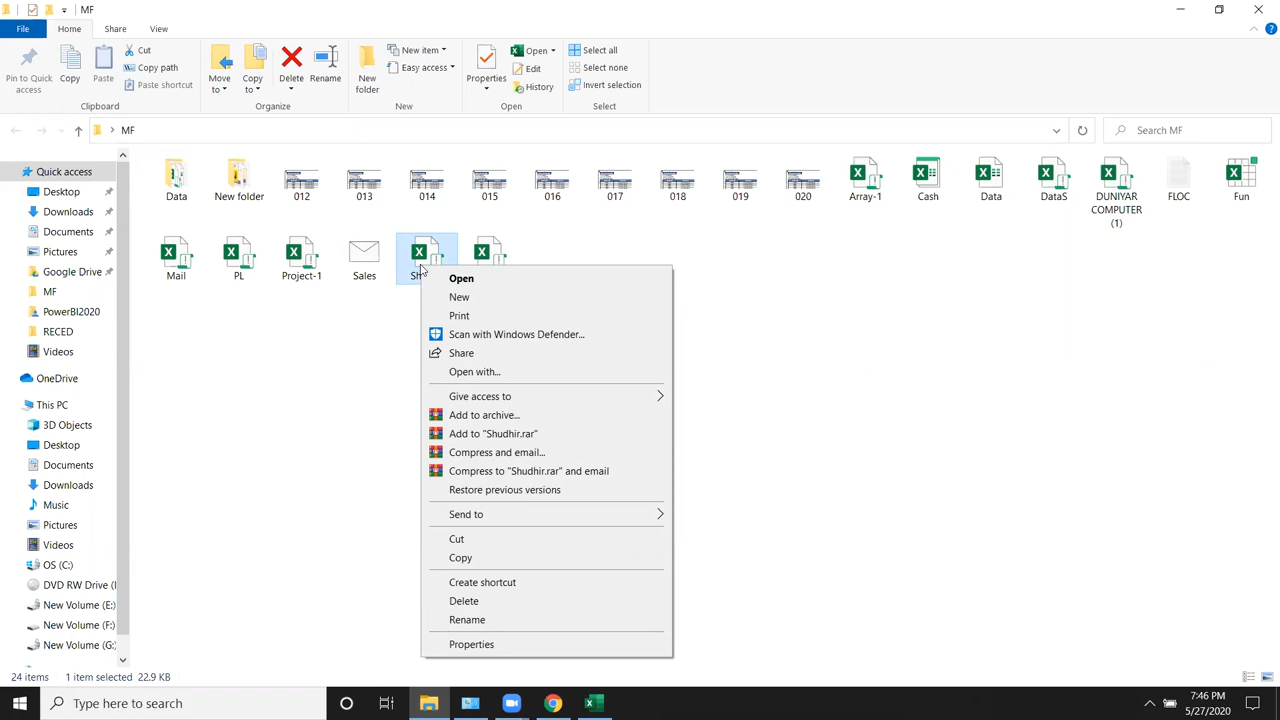 MF
File
Home
Share
View
Pin to Quick access
Copy
Paste
Cut
Copy path
Paste shortcut
Clipboard
Move to
Copy to
Delete
Rename
Organize
New folder
New item
Easy access
New
Properties
Open
Edit
History
Open
Select all
Select none
Invert selection
Select
MF
Search MF
Quick access
Desktop
Downloads
Documents
Pictures
Google Drive
MF
PowerBI2020
RECED
Videos
OneDrive
This PC
3D Objects
Desktop
Documents
Downloads
Music
Pictures
Videos
OS (C:)
DVD RW Drive (
New Volume (E:)
New Volume (F:)
New Volume (G:)
Data
New folder
012
013
014
015
016
017
018
019
020
Array-1
Cash
Data
DataS
DUNIYAR COMPUTER (1)
FLOC
Fun
Mail
PL
Project-1
Sales
Sh
Open
New
Print
Scan with Windows Defender...
Share
Open with...
Give access to
Add to archive...
Add to "Shudhir.rar"
Compress and email...
Compress to "Shudhir.rar" and email
Restore previous versions
Send to
Cut
Copy
Create shortcut
Delete
Rename
Properties
24 items
1 item selected 22.9 KB
Type here to search
7:46 PM
5/27/2020